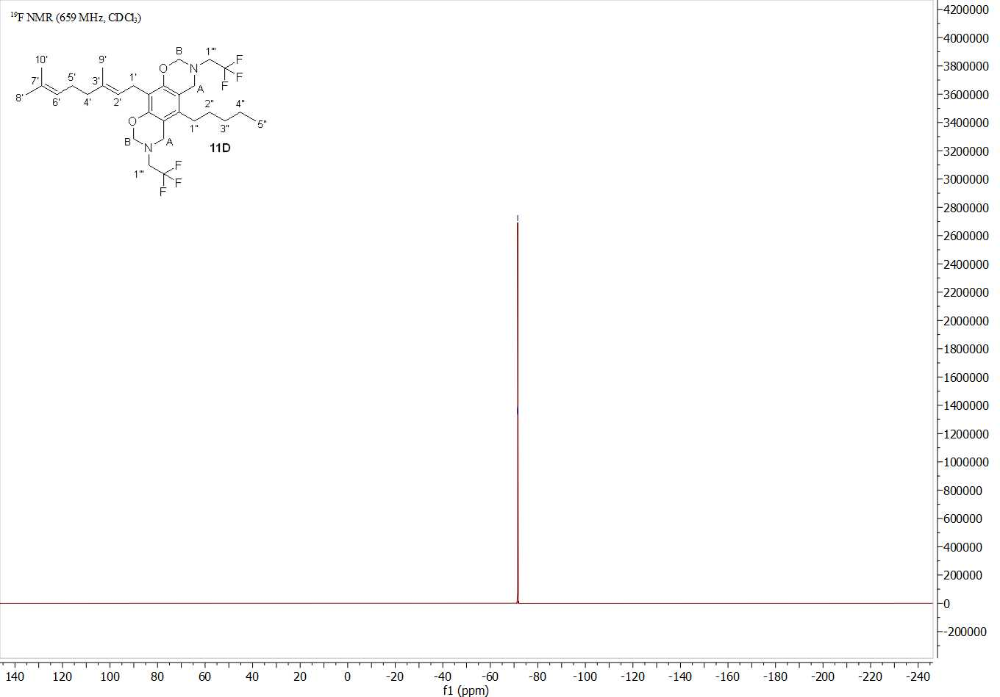 ¹⁹F NMR (659 MHz, CDCl₃)
10' 9' B 1''' F
7' 5' 3' 1' O N F
8' 6' 4' 2' A F
2'' 4''
O 1'' 3'' 5''
B N A 11D
1''' F
F
F
4200000
4000000
3800000
3600000
3400000
3200000
3000000
2800000
2600000
2400000
2200000
2000000
1800000
1600000
1400000
1200000
1000000
800000
600000
400000
200000
0
-200000
140 120 100 80 60 40 20 0 -20 -40 -60 -80 -100 -120 -140 -160 -180 -200 -220 -240
f1 (ppm)